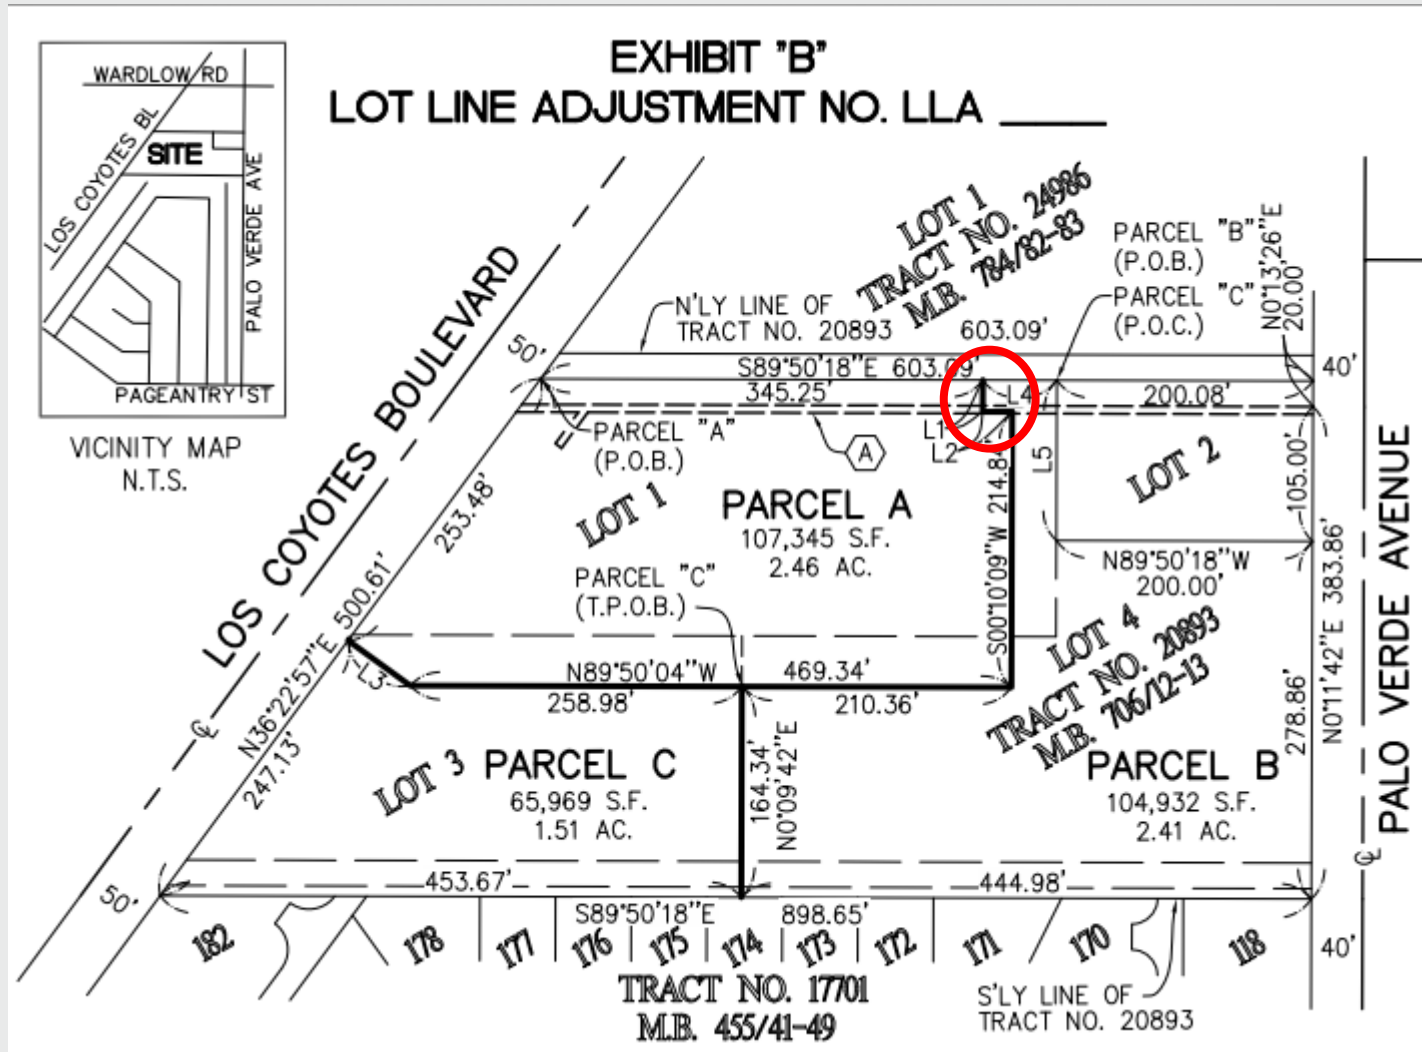 EXHIBIT "B"
LOT LINE ADJUSTMENT NO. LLA _____
WARDLOW RD
LOS COYOTES BL
SITE
PALO VERDE AVE
PAGEANTRY ST
VICINITY MAP
N.T.S.
LOS COYOTES BOULEVARD
LOT 1
TRACT NO. 24986
M.B. 784/82-83
PARCEL "B"
(P.O.B.)
PARCEL "C"
(P.O.C.)
N0°13'26"E
20.00'
N'LY LINE OF
TRACT NO. 20893
603.09'
50'
S89°50'18"E 603.09'
40'
345.25'
L4
200.08'
PARCEL "A"
(P.O.B.)
A
L1
L2
L5
LOT 2
105.00'
253.48'
LOT 1
PARCEL A
107,345 S.F.
2.46 AC.
S00°10'09"W 214.84'
N89°50'18"W
200.00'
PARCEL "C"
(T.P.O.B.)
N36°22'57"E 500.61'
L3
N89°50'04"W 469.34'
258.98'
210.36'
LOT 4
TRACT NO. 20893
M.B. 706/12-13
278.86'
N0°11'42"E 383.86'
PALO VERDE AVENUE
℄
247.13'
LOT 3
PARCEL C
65,969 S.F.
1.51 AC.
164.34'
N0°09'42"E
PARCEL B
104,932 S.F.
2.41 AC.
℄
50'
453.67'
444.98'
S89°50'18"E 898.65'
40'
182
178
177
176
175
174
173
172
171
170
118
TRACT NO. 17701
M.B. 455/41-49
S'LY LINE OF
TRACT NO. 20893